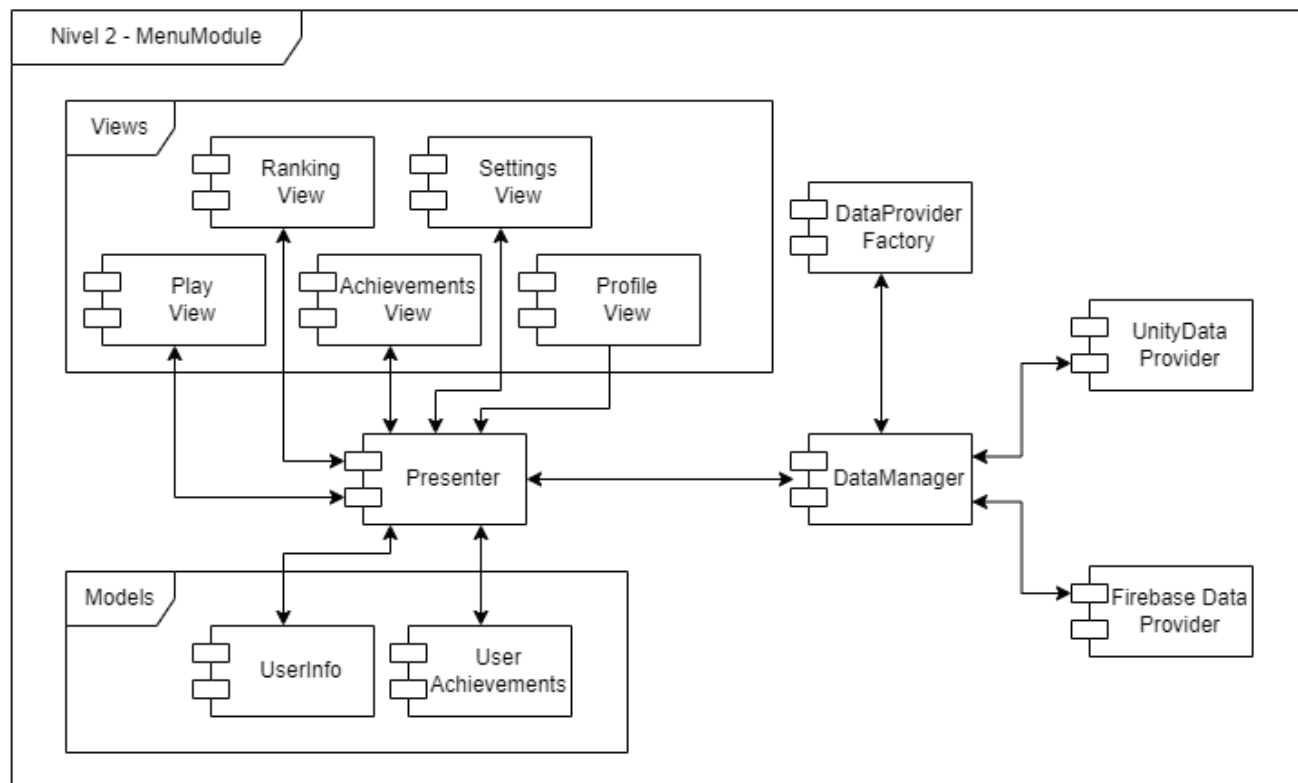 Nivel 2 - MenuModule
Views
Ranking
View
Settings
View
DataProvider
Factory
Play
View
Achievements
View
Profile
View
UnityData
Provider
Presenter
DataManager
Models
Firebase Data
Provider
UserInfo
User
Achievements